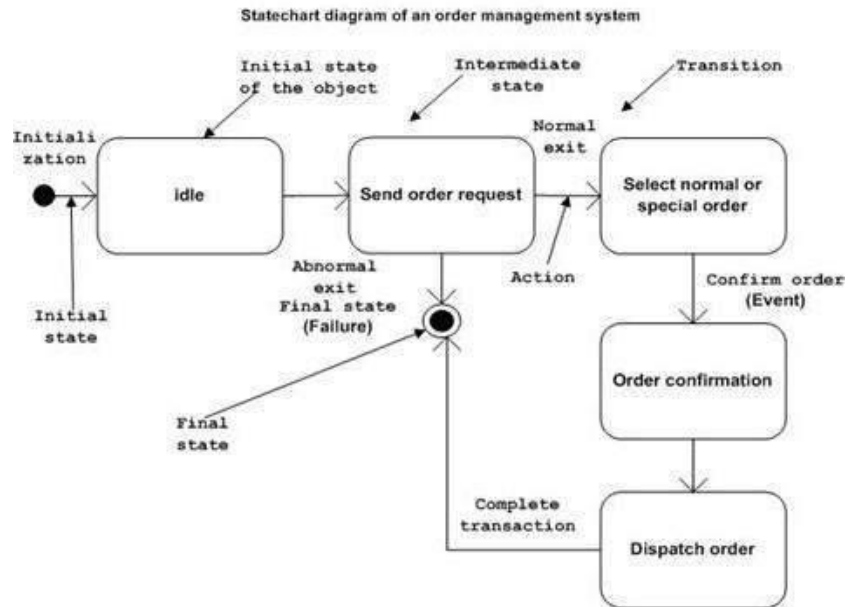 Statechart diagram of an order management system
Initial state
of the object
Intermediate
state
Transition
Initiali
zation
Normal
exit
idle
Send order request
Select normal or
special order
Abnormal
exit
Final state
(Failure)
Action
Confirm order
(Event)
Initial
state
Order confirmation
Final
state
Complete
transaction
Dispatch order